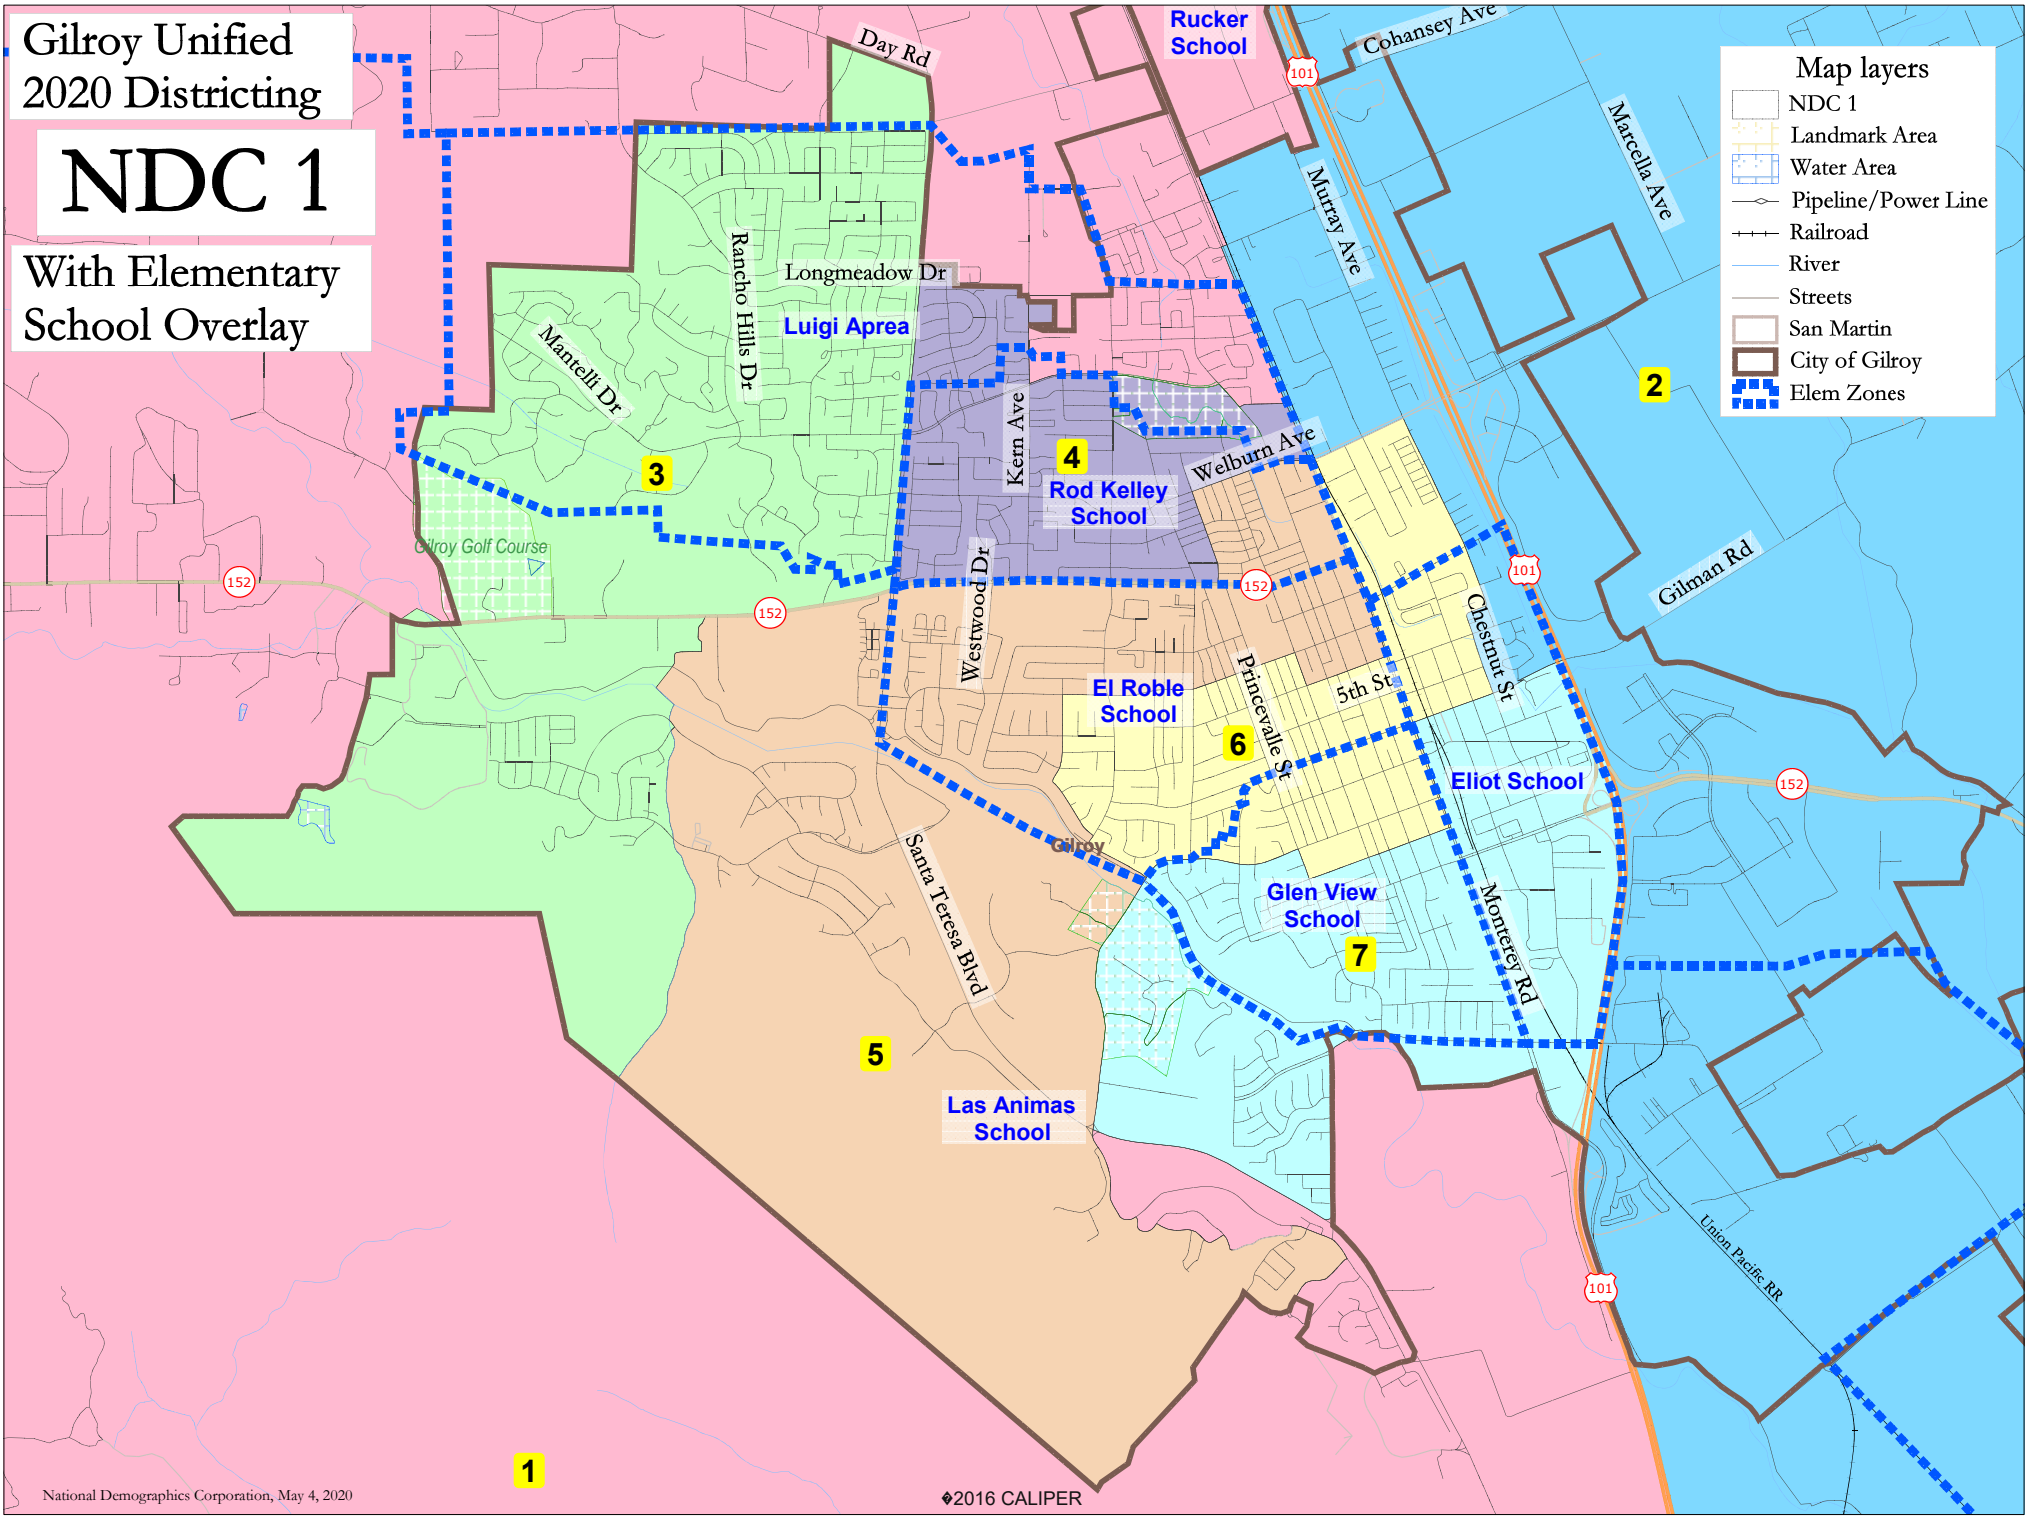 Gilroy Unified
2020 Districting
NDC 1
With Elementary
School Overlay
Day Rd
Rucker
School
101
Cohansey Ave
Marcella Ave
Murray Ave
Map layers
NDC 1
Landmark Area
Water Area
Pipeline/Power Line
Railroad
River
Streets
San Martin
City of Gilroy
Elem Zones
Rancho Hills Dr
Longmeadow Dr
Luigi Aprea
Mantelli Dr
Kern Ave
2
3
4
Welburn Ave
Rod Kelley
School
Gilroy Golf Course
152
152
152
101
Gilman Rd
Westwood Dr
Chestnut St
Princevalle St
5th St
El Roble
School
6
Eliot School
152
Gilroy
Santa Teresa Blvd
Glen View
School
7
Monterey Rd
5
Las Animas
School
Union Pacific RR
101
1
National Demographics Corporation, May 4, 2020
�2016 CALIPER